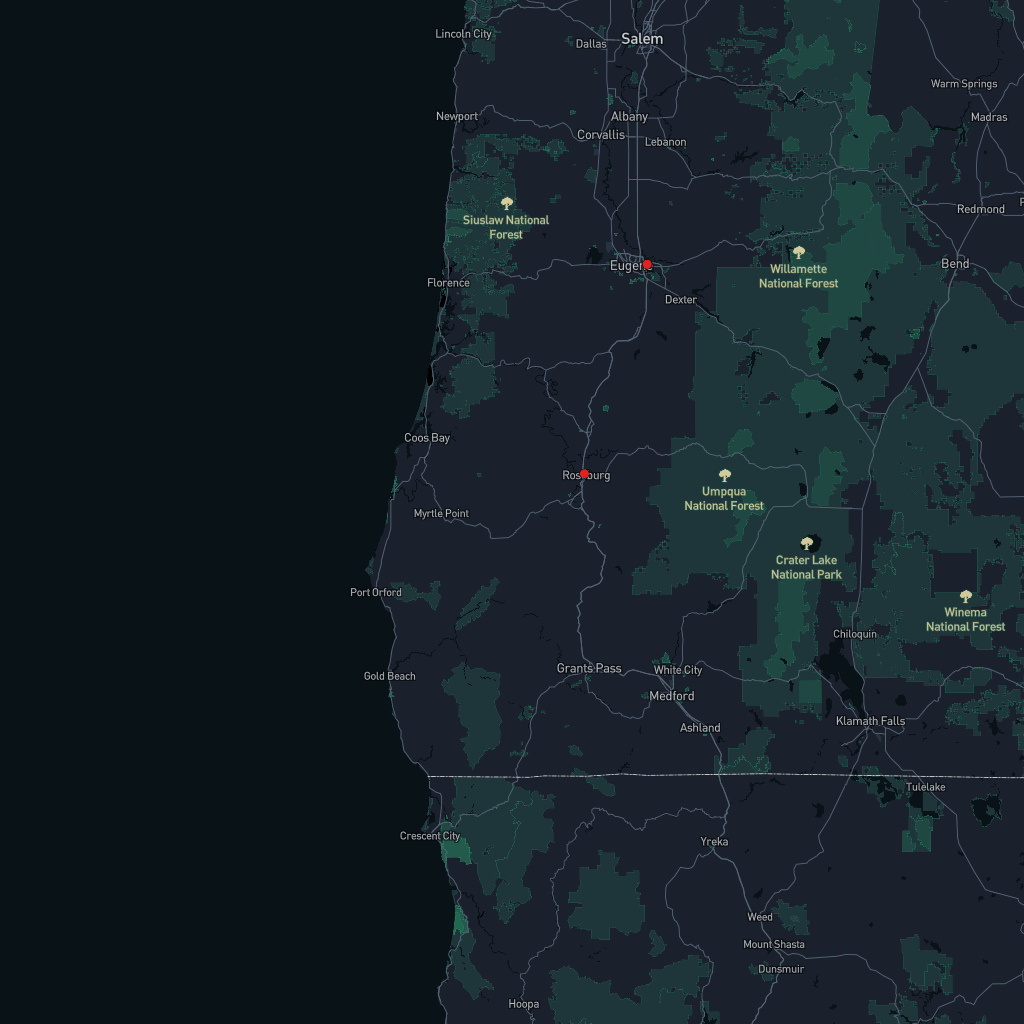 Lincoln City
Dallas
Salem
Warm Springs
Newport
Albany
Madras
Corvallis
Lebanon
Redmond
Siuslaw National
Forest
Eugene
Bend
Willamette
National Forest
Florence
Dexter
Coos Bay
Roseburg
Umpqua
National Forest
Myrtle Point
Crater Lake
National Park
Port Orford
Winema
National Forest
Chiloquin
Grants Pass
White City
Gold Beach
Medford
Klamath Falls
Ashland
Tulelake
Crescent City
Yreka
Weed
Mount Shasta
Dunsmuir
Hoopa